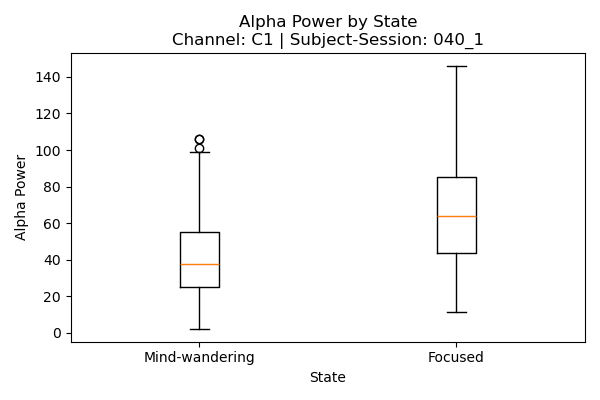 Alpha Power by State
Channel: C1 | Subject-Session: 040_1
Alpha Power
140
120
100
80
60
40
20
0
Mind-wandering
Focused
State